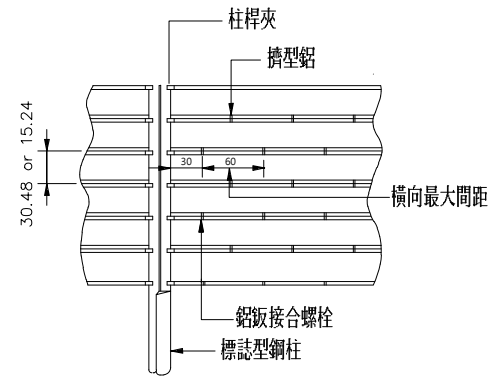 柱桿夾
擠型鋁
30.48 or 15.24
30
60
橫向最大間距
鋁鈑接合螺栓
標誌型鋼柱